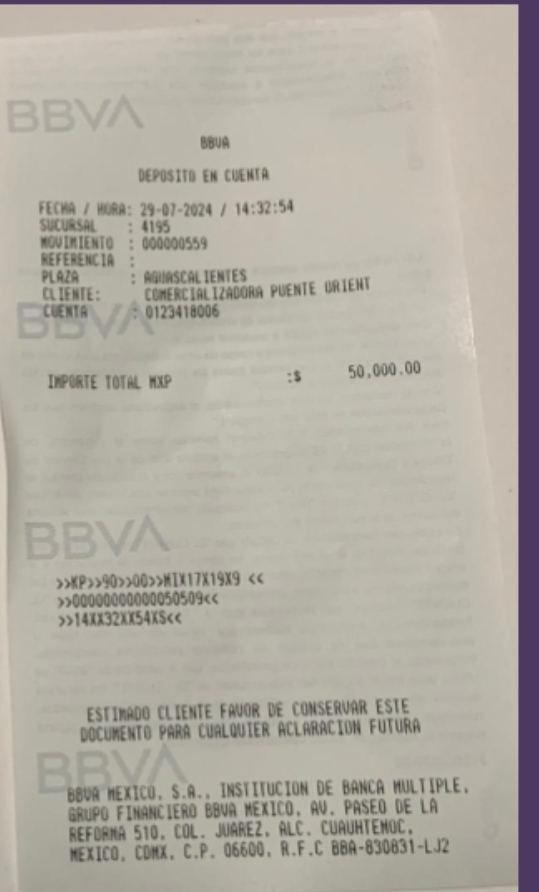 BBVA
BBVA
DEPOSITO EN CUENTA
FECHA / HORA: 29-07-2024 / 14:32:54
SUCURSAL : 4195
MOVIMIENTO : 000000559
REFERENCIA :
PLAZA : AGUASCALIENTES
CLIENTE: COMERCIALIZADORA PUENTE ORIENT
CUENTA : 0123418006
BBVA
IMPORTE TOTAL MXP :$ 50,000.00
BBVA
>>KP>>90>>00>>MIX17X19X9 <<
>>00000000000050509<<
>>14XX32XX54XS<<
ESTIMADO CLIENTE FAVOR DE CONSERVAR ESTE
DOCUMENTO PARA CUALQUIER ACLARACION FUTURA
BBVA
BBVA MEXICO, S.A., INSTITUCION DE BANCA MULTIPLE,
GRUPO FINANCIERO BBVA MEXICO, AV. PASEO DE LA
REFORMA 510, COL. JUAREZ, ALC. CUAUHTEMOC,
MEXICO, CDMX, C.P. 06600, R.F.C BBA-830831-LJ2